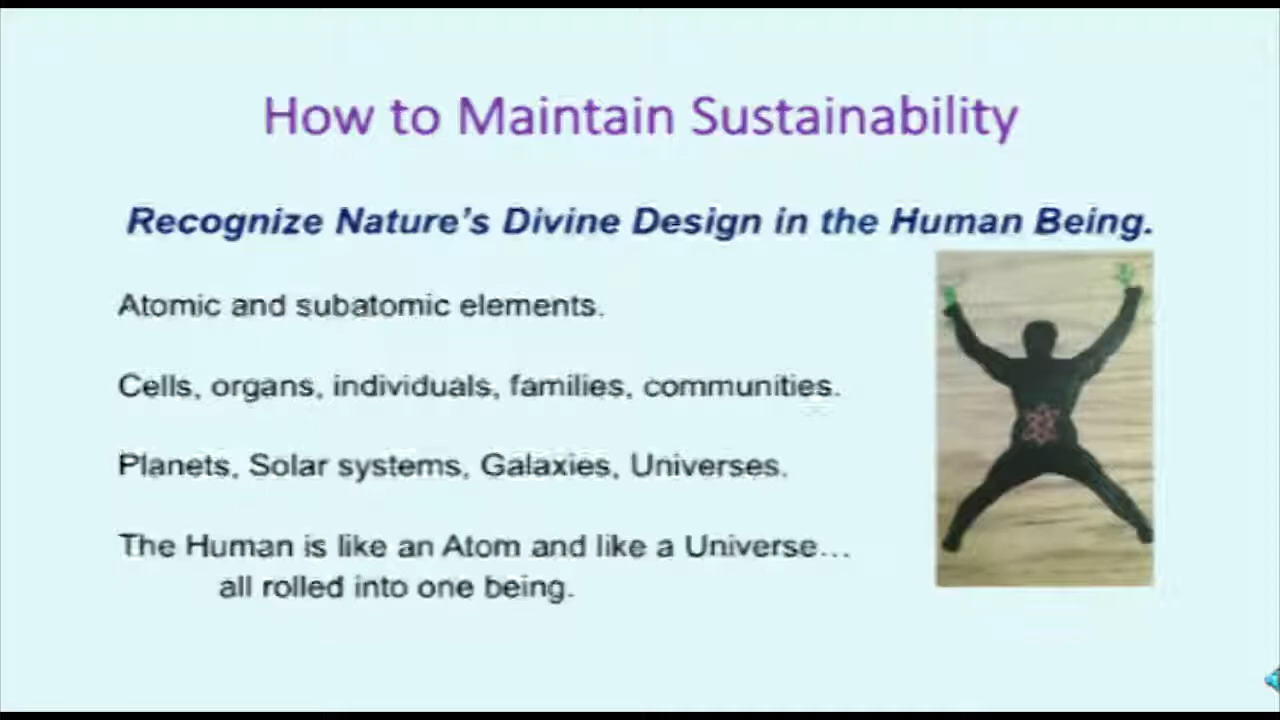 How to Maintain Sustainability
Recognize Nature's Divine Design in the Human Being.
Atomic and subatomic elements.
Cells, organs, individuals, families, communities.
Planets, Solar systems, Galaxies, Universes.
The Human is like an Atom and like a Universe...
all rolled into one being.